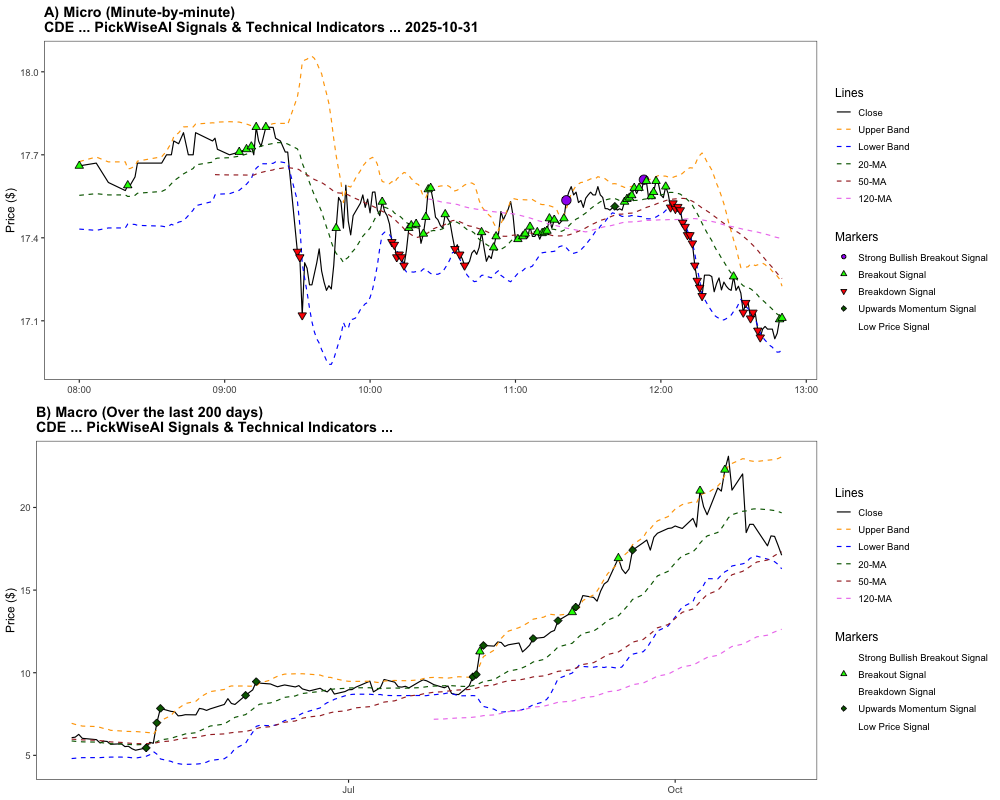 A) Micro (Minute-by-minute)
CDE ... PickWiseAI Signals & Technical Indicators ... 2025-10-31
Price ($)
18.0
17.7
17.4
17.1
08:00
09:00
10:00
11:00
12:00
13:00
Lines
Close
Upper Band
Lower Band
20-MA
50-MA
120-MA
Markers
Strong Bullish Breakout Signal
Breakout Signal
Breakdown Signal
Upwards Momentum Signal
Low Price Signal
B) Macro (Over the last 200 days)
CDE ... PickWiseAI Signals & Technical Indicators ...
Price ($)
20
15
10
5
Jul
Oct
Lines
Close
Upper Band
Lower Band
20-MA
50-MA
120-MA
Markers
Strong Bullish Breakout Signal
Breakout Signal
Breakdown Signal
Upwards Momentum Signal
Low Price Signal